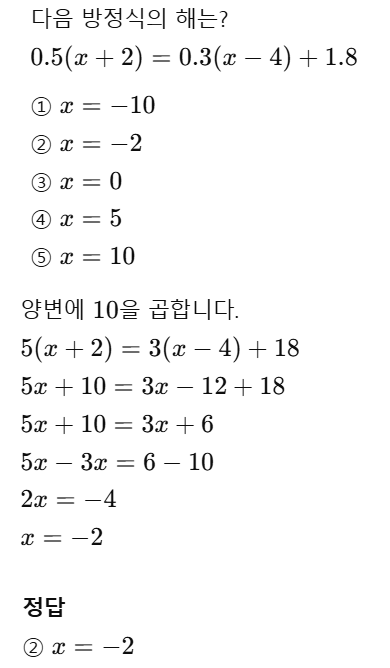 다음 방정식의 해는?
0.5(x + 2) = 0.3(x − 4) + 1.8
① x = −10
② x = −2
③ x = 0
④ x = 5
⑤ x = 10
양변에 10을 곱합니다.
5(x + 2) = 3(x − 4) + 18
5x + 10 = 3x − 12 + 18
5x + 10 = 3x + 6
5x − 3x = 6 − 10
2x = −4
x = −2
정답
② x = −2